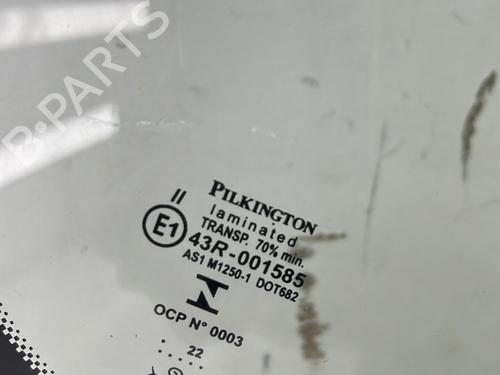 B-PARTS
PILKINGTON
II
laminated
E1
TRANSP. 70% min.
43R-001585
AS1 M1250-1 DOT682
OCP N° 0003
..... 22